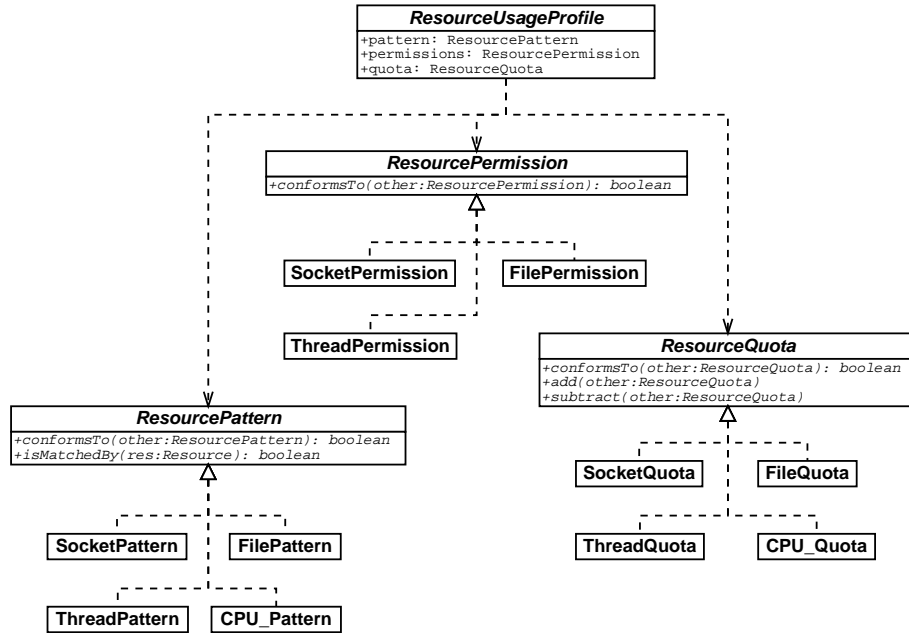 ResourceUsageProfile
+pattern: ResourcePattern
+permissions: ResourcePermission
+quota: ResourceQuota
ResourcePermission
+conformsTo(other:ResourcePermission): boolean
SocketPermission
FilePermission
ThreadPermission
ResourceQuota
+conformsTo(other:ResourceQuota): boolean
+add(other:ResourceQuota)
+subtract(other:ResourceQuota)
ResourcePattern
+conformsTo(other:ResourcePattern): boolean
+isMatchedBy(res:Resource): boolean
SocketQuota
FileQuota
SocketPattern
FilePattern
ThreadQuota
CPU_Quota
ThreadPattern
CPU_Pattern